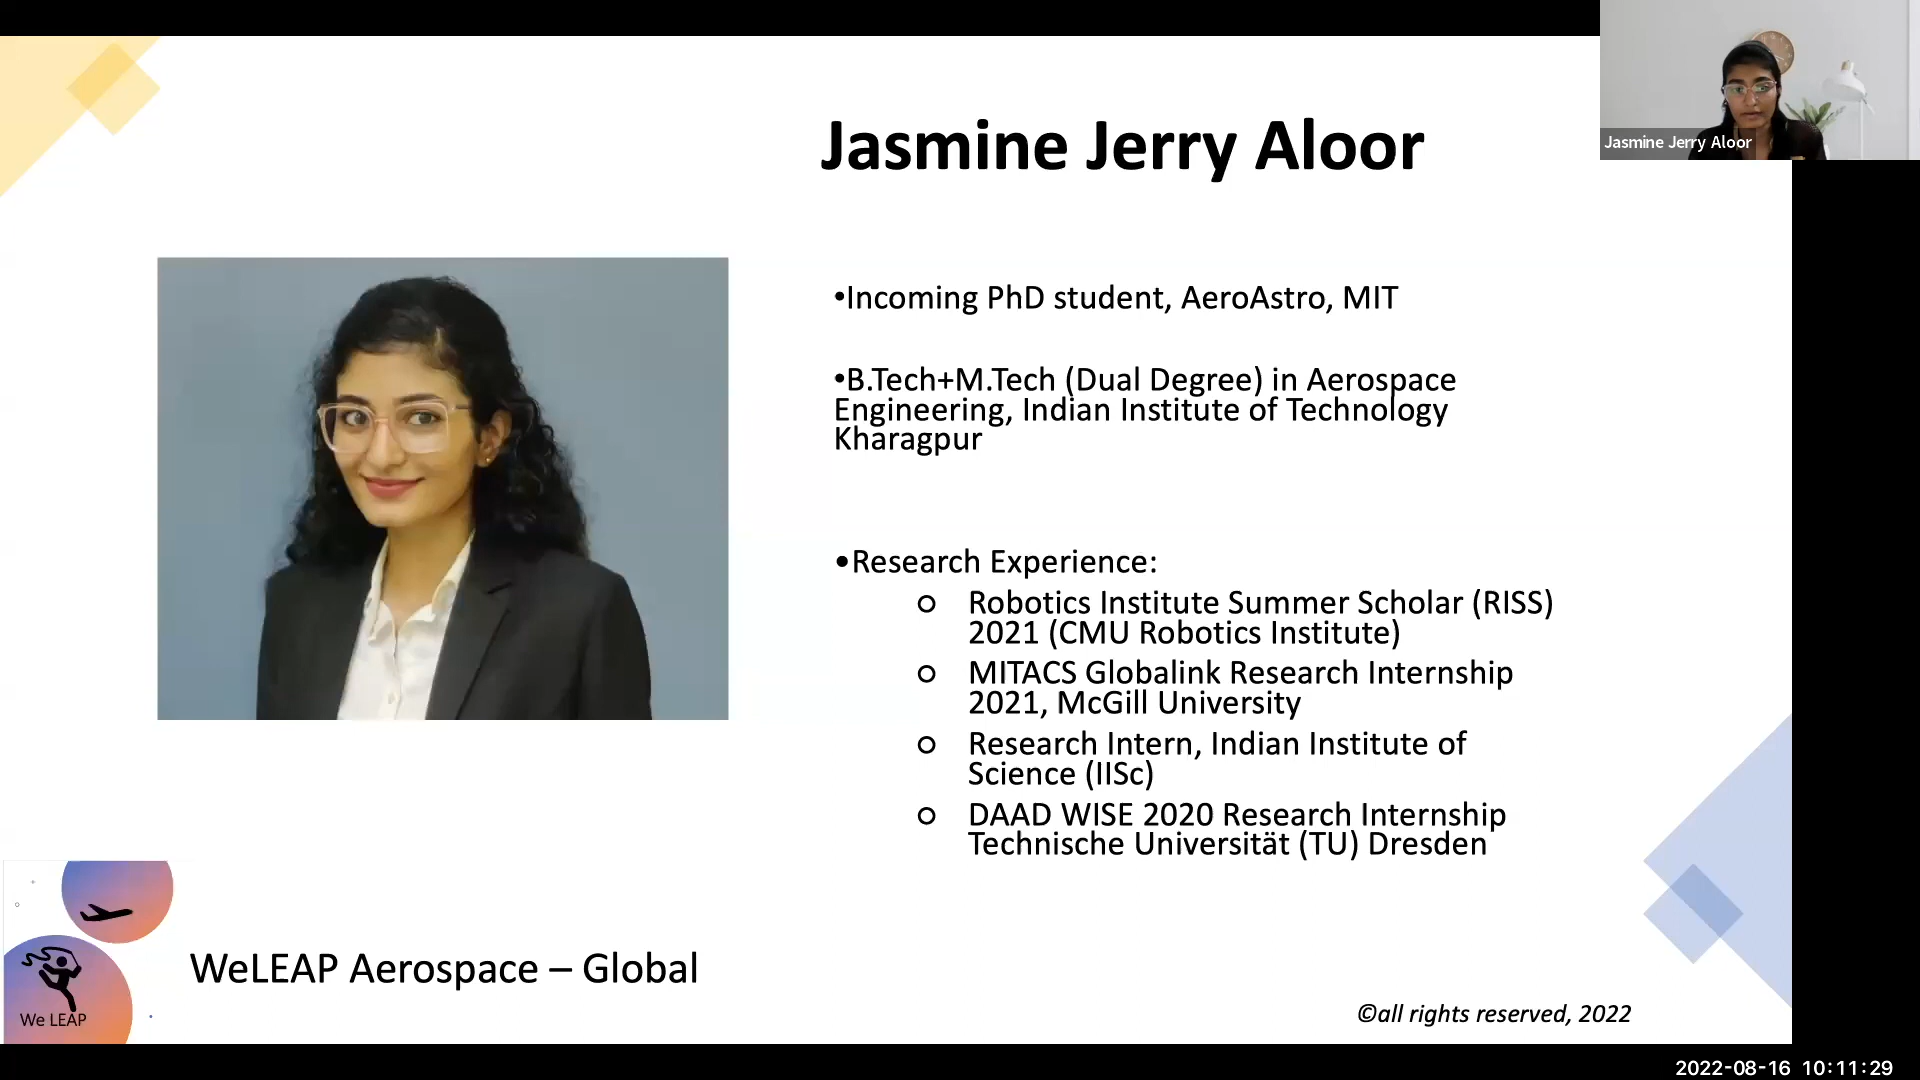 Jasmine Jerry Aloor
Jasmine Jerry Aloor
•Incoming PhD student, AeroAstro, MIT
•B.Tech+M.Tech (Dual Degree) in Aerospace
Engineering, Indian Institute of Technology
Kharagpur
•Research Experience:
Robotics Institute Summer Scholar (RISS)
2021 (CMU Robotics Institute)
MITACS Globalink Research Internship
2021, McGill University
Research Intern, Indian Institute of
Science (IISc)
DAAD WISE 2020 Research Internship
Technische Universität (TU) Dresden
WeLEAP Aerospace – Global
We LEAP
©all rights reserved, 2022
2022-08-16 10:11:29